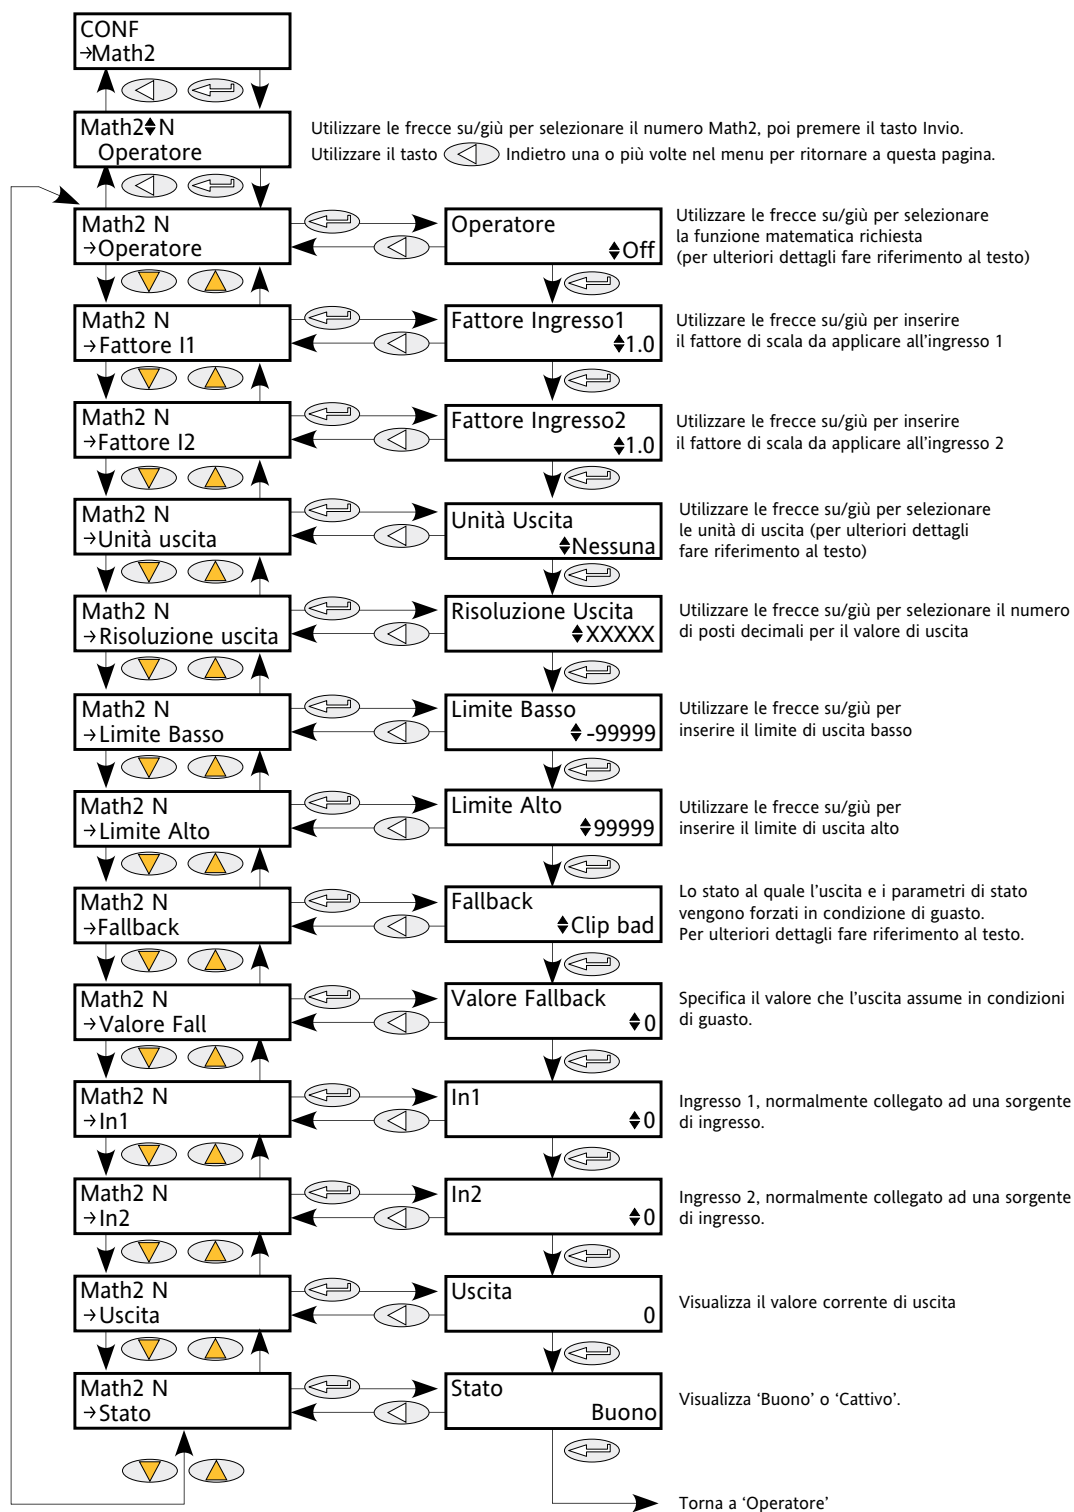 CONF
→Math2
Math2♦N
Operatore
Utilizzare le frecce su/giù per selezionare il numero Math2, poi premere il tasto Invio.
Utilizzare il tasto Indietro una o più volte nel menu per ritornare a questa pagina.
Math2 N
→Operatore
Operatore
♦Off
Utilizzare le frecce su/giù per selezionare
la funzione matematica richiesta
(per ulteriori dettagli fare riferimento al testo)
Math2 N
→Fattore I1
Fattore Ingresso1
♦1.0
Utilizzare le frecce su/giù per inserire
il fattore di scala da applicare all'ingresso 1
Math2 N
→Fattore I2
Fattore Ingresso2
♦1.0
Utilizzare le frecce su/giù per inserire
il fattore di scala da applicare all'ingresso 2
Math2 N
→Unità uscita
Unità Uscita
♦Nessuna
Utilizzare le frecce su/giù per selezionare
le unità di uscita (per ulteriori dettagli
fare riferimento al testo)
Math2 N
→Risoluzione uscita
Risoluzione Uscita
♦XXXXX
Utilizzare le frecce su/giù per selezionare il numero
di posti decimali per il valore di uscita
Math2 N
→Limite Basso
Limite Basso
♦-99999
Utilizzare le frecce su/giù per
inserire il limite di uscita basso
Math2 N
→Limite Alto
Limite Alto
♦99999
Utilizzare le frecce su/giù per
inserire il limite di uscita alto
Math2 N
→Fallback
Fallback
♦Clip bad
Lo stato al quale l'uscita e i parametri di stato
vengono forzati in condizione di guasto.
Per ulteriori dettagli fare riferimento al testo.
Math2 N
→Valore Fall
Valore Fallback
♦0
Specifica il valore che l'uscita assume in condizioni
di guasto.
Math2 N
→In1
In1
♦0
Ingresso 1, normalmente collegato ad una sorgente
di ingresso.
Math2 N
→In2
In2
♦0
Ingresso 2, normalmente collegato ad una sorgente
di ingresso.
Math2 N
→Uscita
Uscita
0
Visualizza il valore corrente di uscita
Math2 N
→Stato
Stato
Buono
Visualizza ‘Buono’ o ‘Cattivo’.
Torna a ‘Operatore’